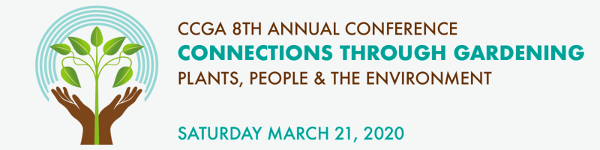 CCGA 8TH ANNUAL CONFERENCE
CONNECTIONS THROUGH GARDENING
PLANTS, PEOPLE & THE ENVIRONMENT
SATURDAY MARCH 21, 2020